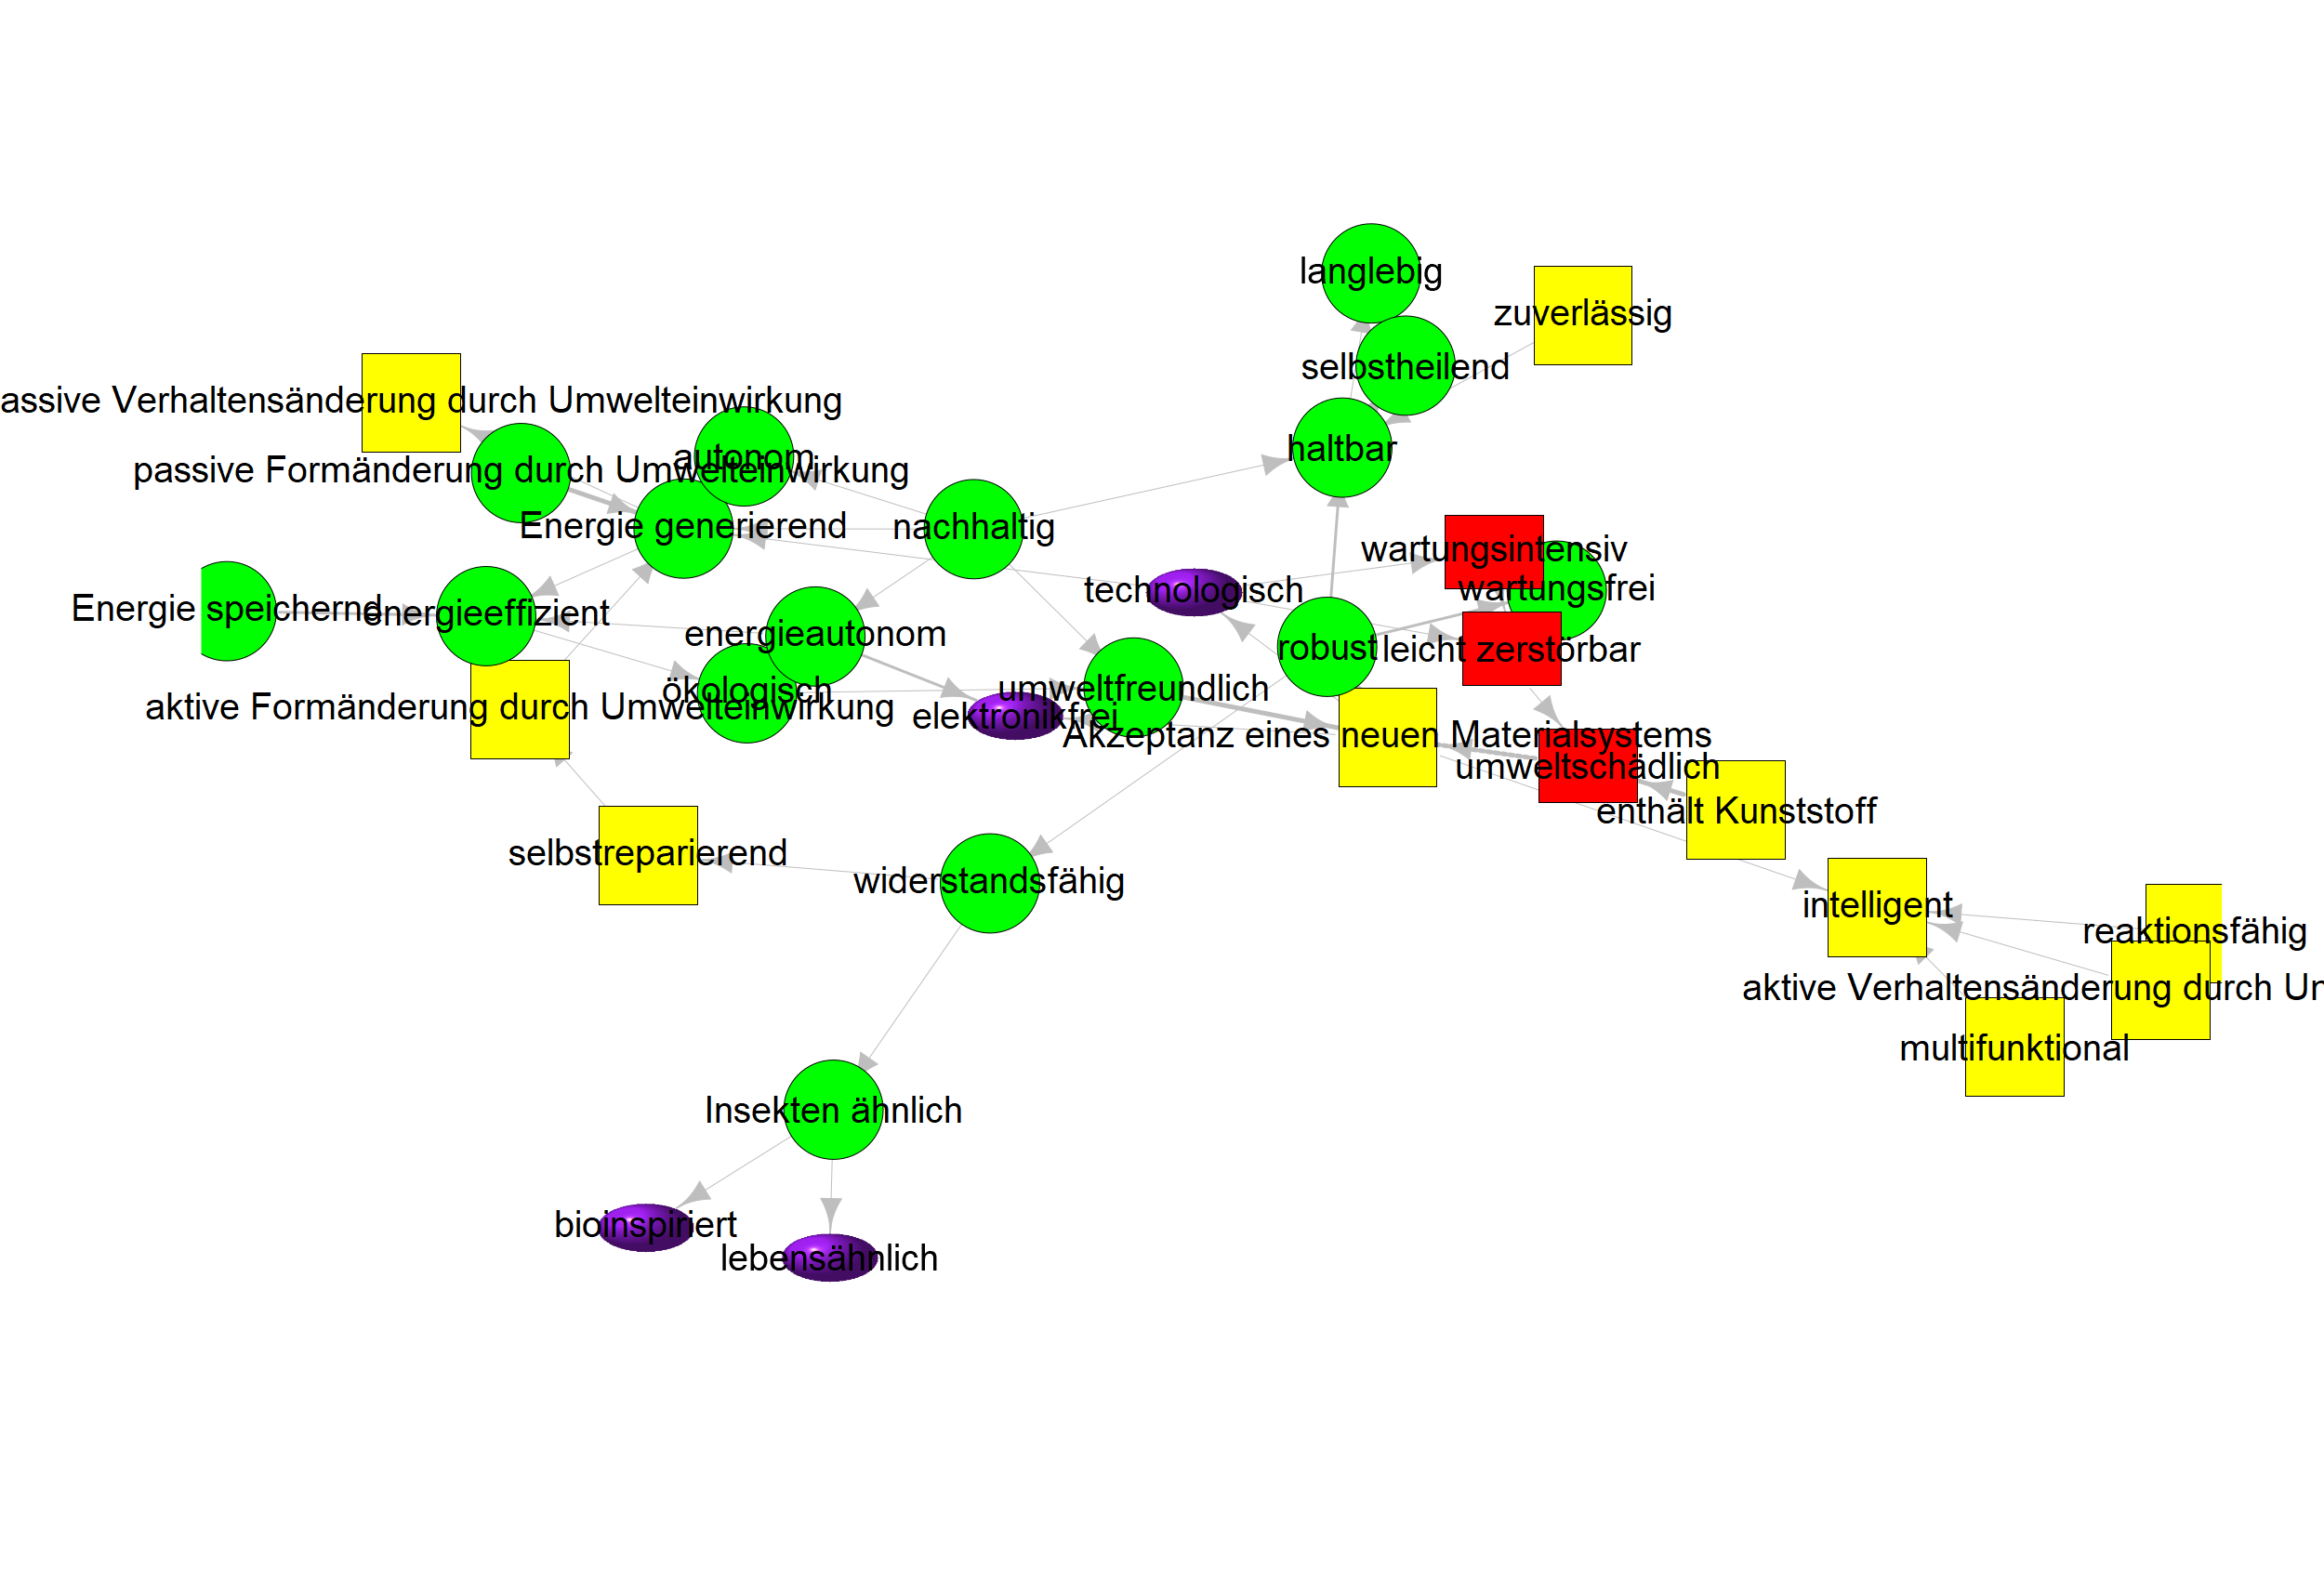 langlebig
zuverlässig
selbstheilend
assive Verhaltensänderung durch Umwelteinwirkung
haltbar
autonom
passive Formänderung durch Umwelteinwirkung
Energie generierend
nachhaltig
wartungsintensiv
technologisch
wartungsfrei
Energie speichernd
energieeffizient
energieautonom
robust
leicht zerstörbar
ökologisch
umweltfreundlich
aktive Formänderung durch Umwelteinwirkung
elektronikfrei
Akzeptanz eines neuen Materialsystems
umweltschädlich
enthält Kunststoff
selbstreparierend
widerstandsfähig
intelligent
reaktionsfähig
aktive Verhaltensänderung durch Um
multifunktional
Insekten ähnlich
bioinspiriert
lebensähnlich